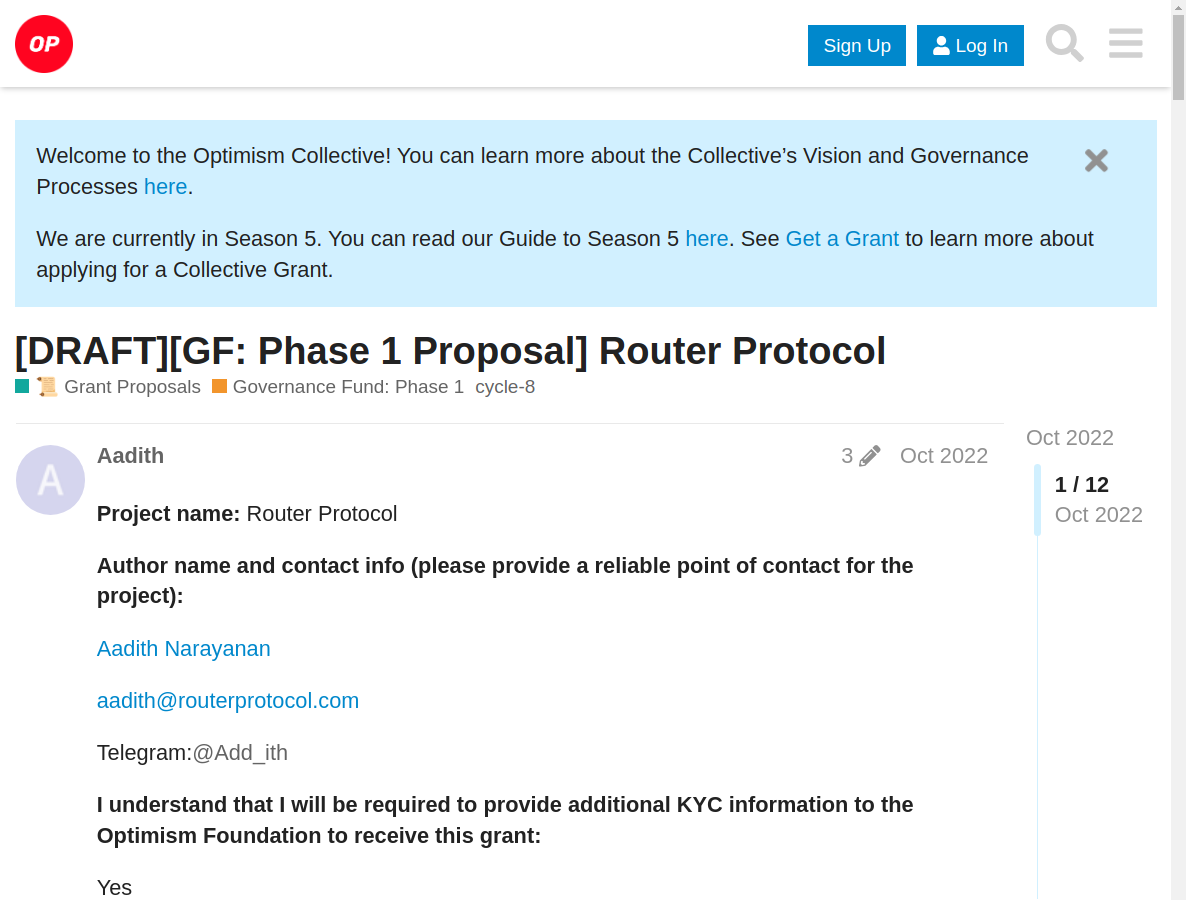 OP
Sign Up
Log In
Welcome to the Optimism Collective! You can learn more about the Collective’s Vision and Governance
Processes here.
We are currently in Season 5. You can read our Guide to Season 5 here. See Get a Grant to learn more about
applying for a Collective Grant.
[DRAFT][GF: Phase 1 Proposal] Router Protocol
📜 Grant Proposals Governance Fund: Phase 1 cycle-8
A
Aadith
3
Oct 2022
Oct 2022
1 / 12
Oct 2022
Project name: Router Protocol
Author name and contact info (please provide a reliable point of contact for the
project):
Aadith Narayanan
aadith@routerprotocol.com
Telegram:@Add_ith
I understand that I will be required to provide additional KYC information to the
Optimism Foundation to receive this grant:
Yes